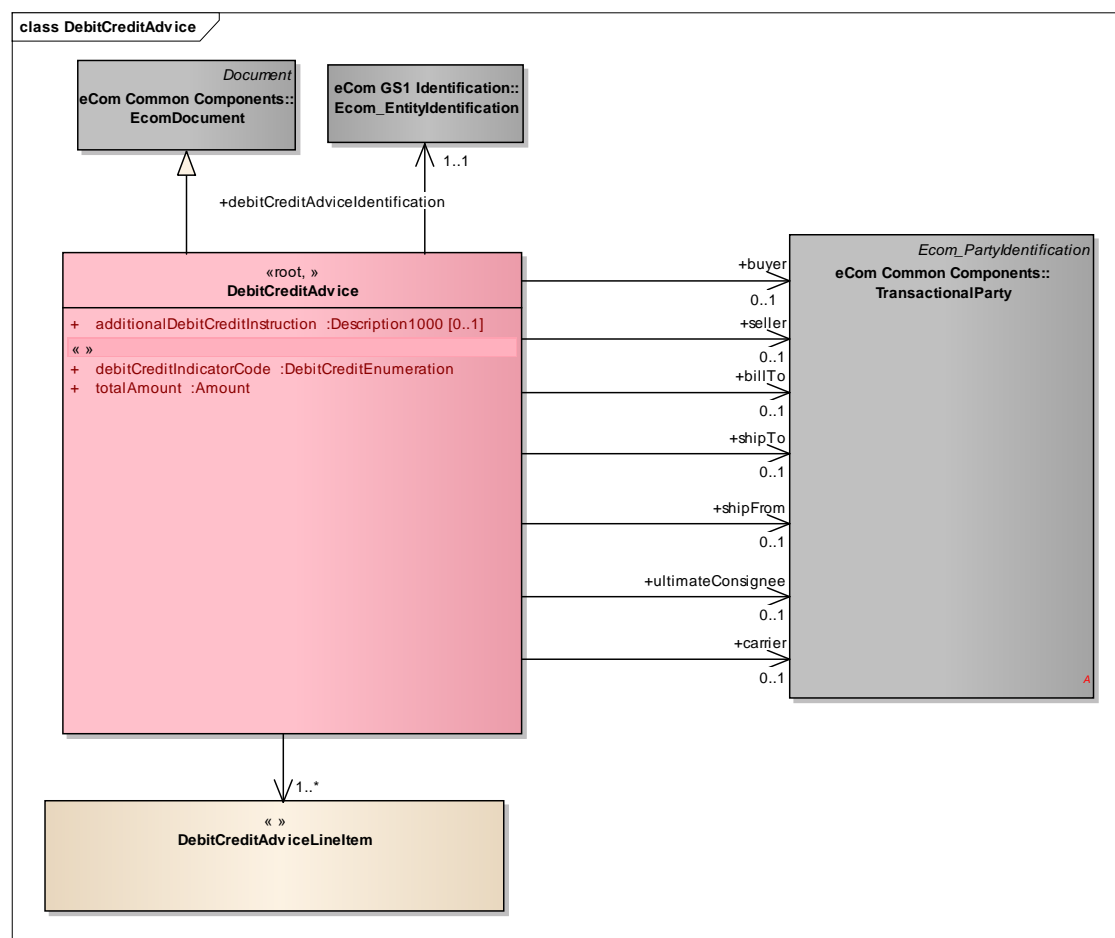 class DebitCreditAdvice
Document
eCom Common Components::
EcomDocument
eCom GS1 Identification::
Ecom_EntityIdentification
1..1
+debitCreditAdviceIdentification
«root, »
DebitCreditAdvice
+ additionalDebitCreditInstruction :Description1000 [0..1]
« »
+ debitCreditIndicatorCode :DebitCreditEnumeration
+ totalAmount :Amount
Ecom_PartyIdentification
eCom Common Components::
TransactionalParty
A
+buyer
0..1
+seller
0..1
+billTo
0..1
+shipTo
0..1
+shipFrom
0..1
+ultimateConsignee
0..1
+carrier
0..1
1..*
« »
DebitCreditAdviceLineItem